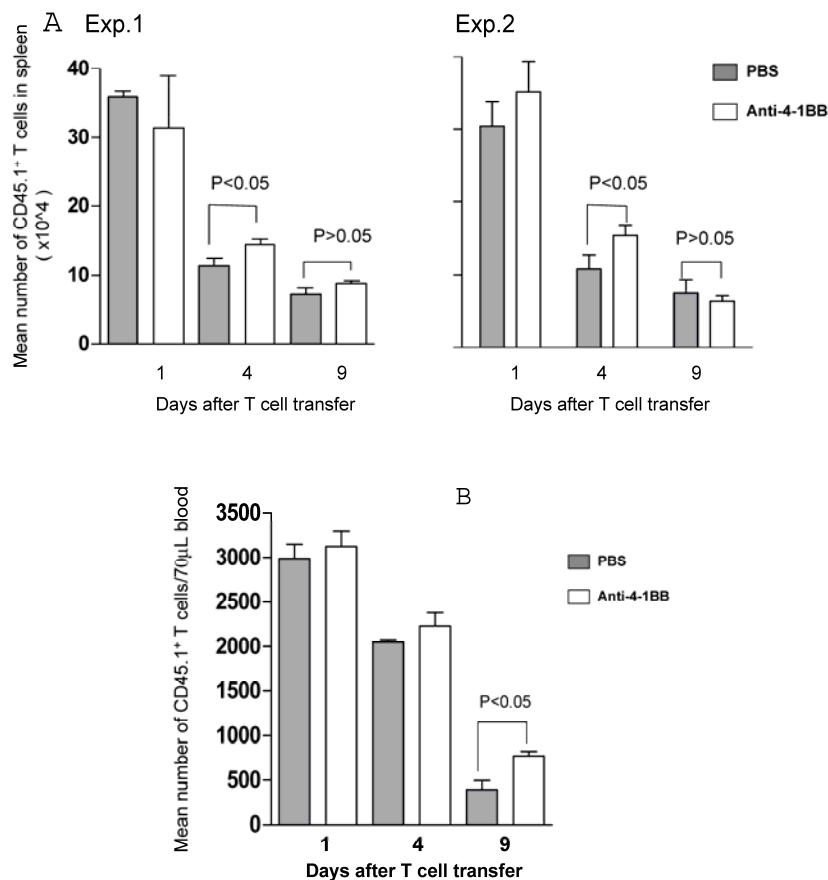 A Exp.1
Exp.2
Mean number of CD45.1⁺ T cells in spleen
( x10^4 )
40
30
20
10
0
P<0.05
P>0.05
1 4 9
Days after T cell transfer
PBS
Anti-4-1BB
P<0.05
P>0.05
1 4 9
Days after T cell transfer
B
Mean number of CD45.1⁺ T cells/70μL blood
3500
3000
2500
2000
1500
1000
500
0
PBS
Anti-4-1BB
P<0.05
1 4 9
Days after T cell transfer